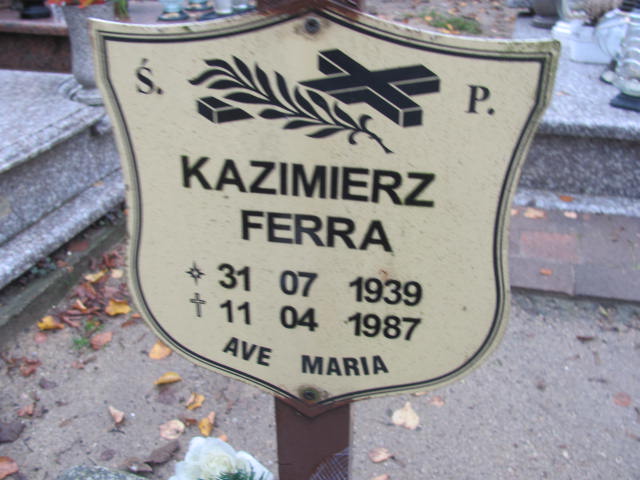 Ś. P.
KAZIMIERZ
FERRA
31 07 1939
11 04 1987
AVE MARIA